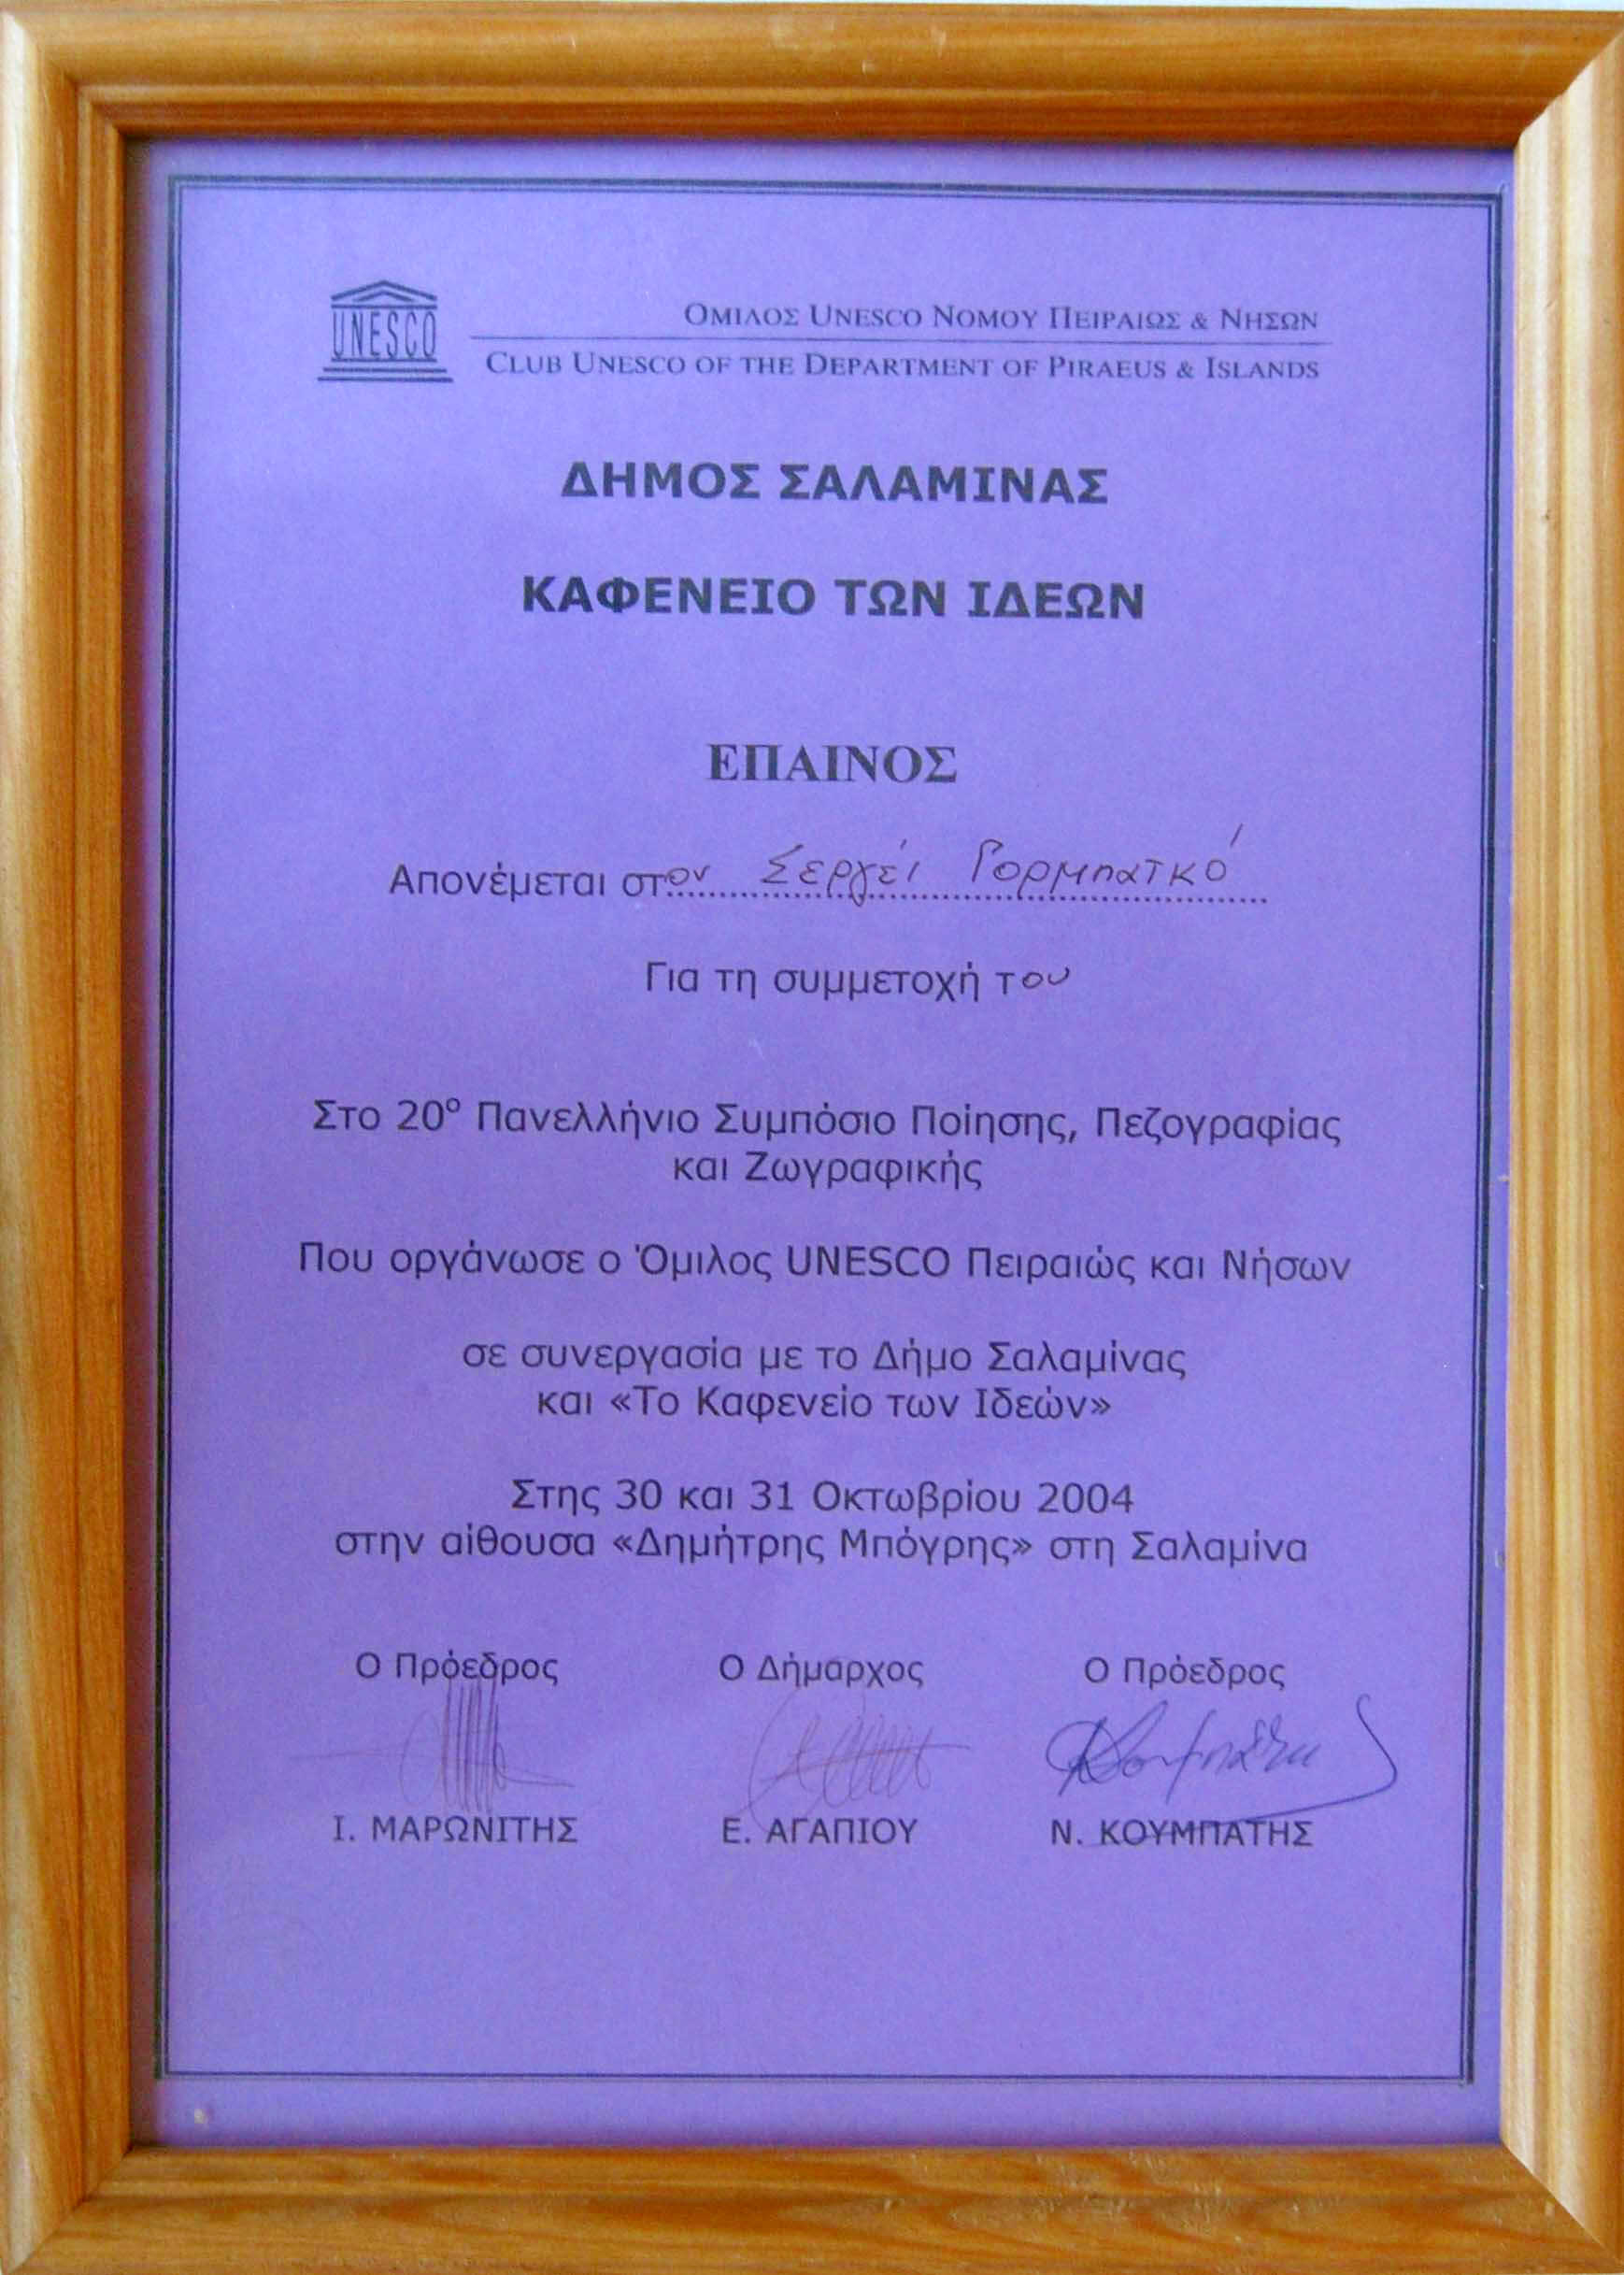 UNESCO
ΟΜΙΛΟΣ UNESCO ΝΟΜΟΥ ΠΕΙΡΑΙΩΣ & ΝΗΣΩΝ
CLUB UNESCO OF THE DEPARTMENT OF PIRAEUS & ISLANDS
ΔΗΜΟΣ ΣΑΛΑΜΙΝΑΣ
ΚΑΦΕΝΕΙΟ ΤΩΝ ΙΔΕΩΝ
ΕΠΑΙΝΟΣ
Απονέμεται στον Σεργέι Γορμπατκό
Για τη συμμετοχή του
Στο 20ο Πανελλήνιο Συμπόσιο Ποίησης, Πεζογραφίας
και Ζωγραφικής
Που οργάνωσε ο Όμιλος UNESCO Πειραιώς και Νήσων
σε συνεργασία με το Δήμο Σαλαμίνας
και «Το Καφενείο των Ιδεών»
Στης 30 και 31 Οκτωβρίου 2004
στην αίθουσα «Δημήτρης Μπόγρης» στη Σαλαμίνα
Ο Πρόεδρος Ο Δήμαρχος Ο Πρόεδρος
Ι. ΜΑΡΩΝΙΤΗΣ Ε. ΑΓΑΠΙΟΥ Ν. ΚΟΥΜΠΑΤΗΣ